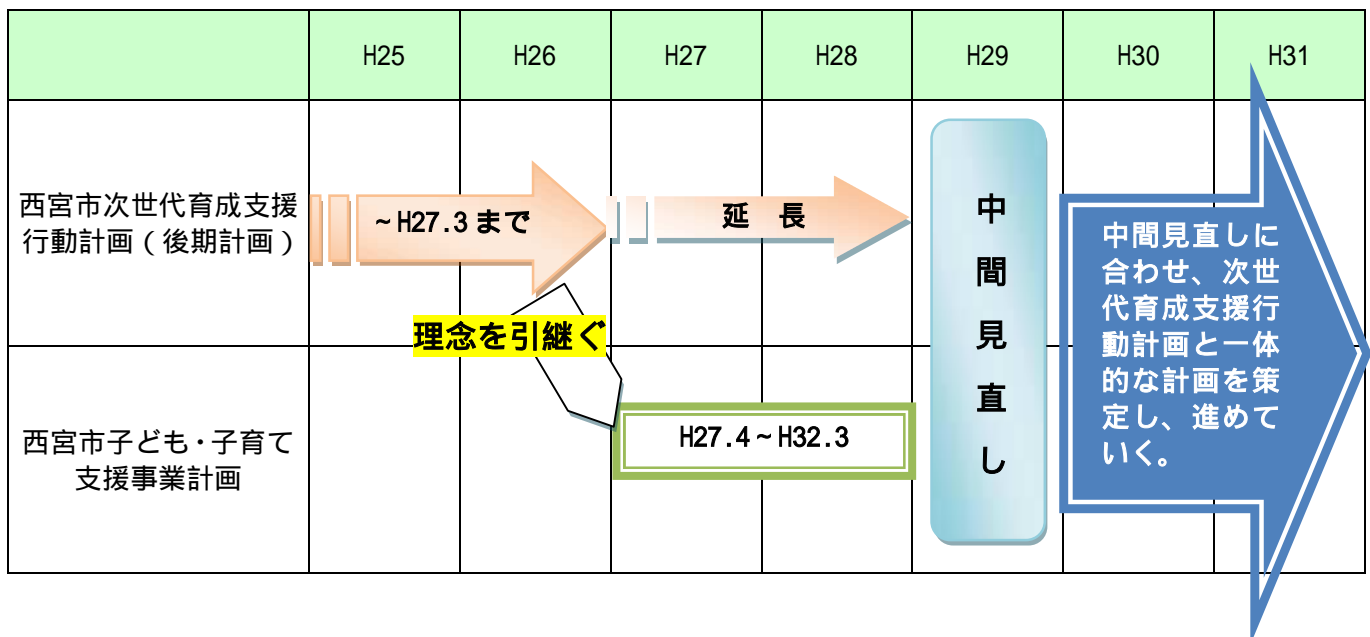 H25 H26 H27 H28 H29 H30 H31
西宮市次世代育成支援
行動計画(後期計画)
~H27.3まで
延 長
理念を引継ぐ
西宮市子ども・子育て
支援事業計画
H27.4~H32.3
中間見直し
中間見直しに
合わせ、次世
代育成支援行
動計画と一体
的な計画を策
定し、進めて
いく。